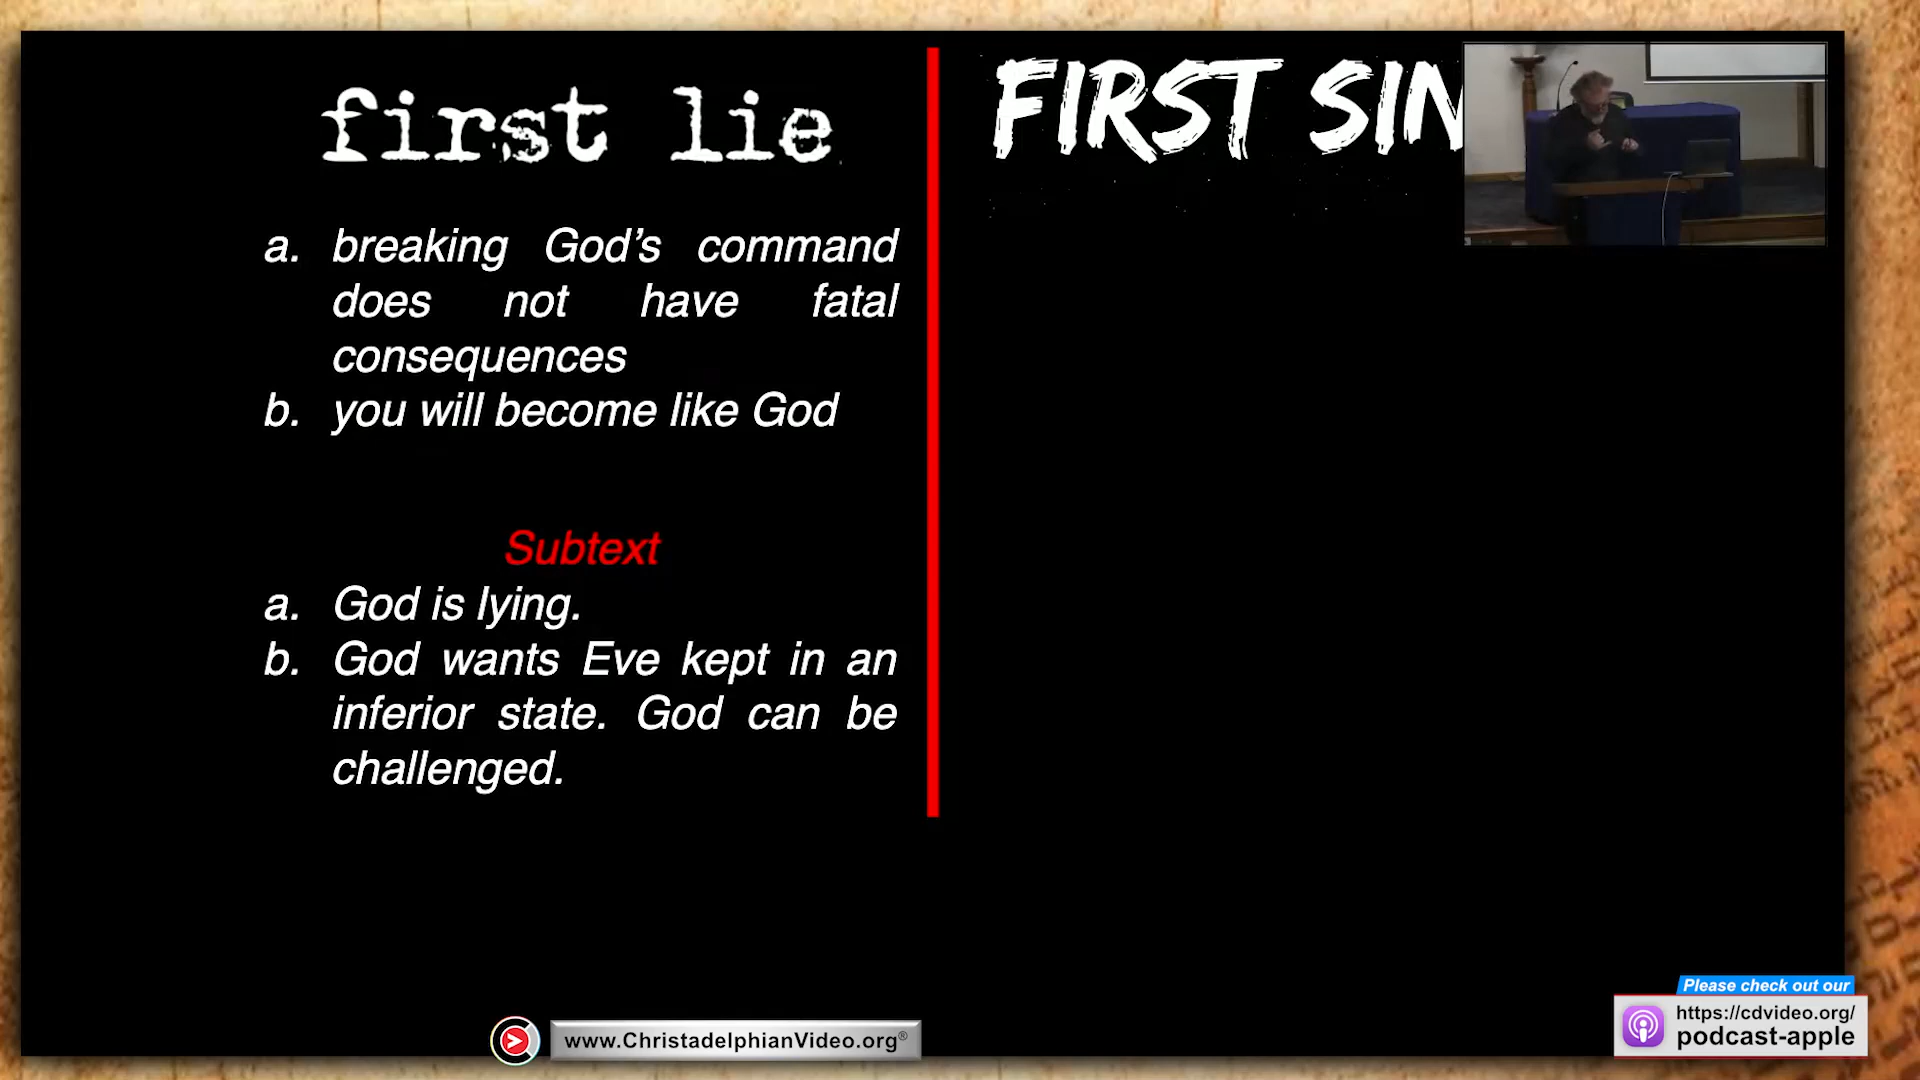 first lie
a. breaking God’s command
does not have fatal
consequences
b. you will become like God
Subtext
a. God is lying.
b. God wants Eve kept in an
inferior state. God can be
challenged.
FIRST SIN
www.ChristadelphianVideo.org®
Please check out our
https://cdvideo.org/
podcast-apple